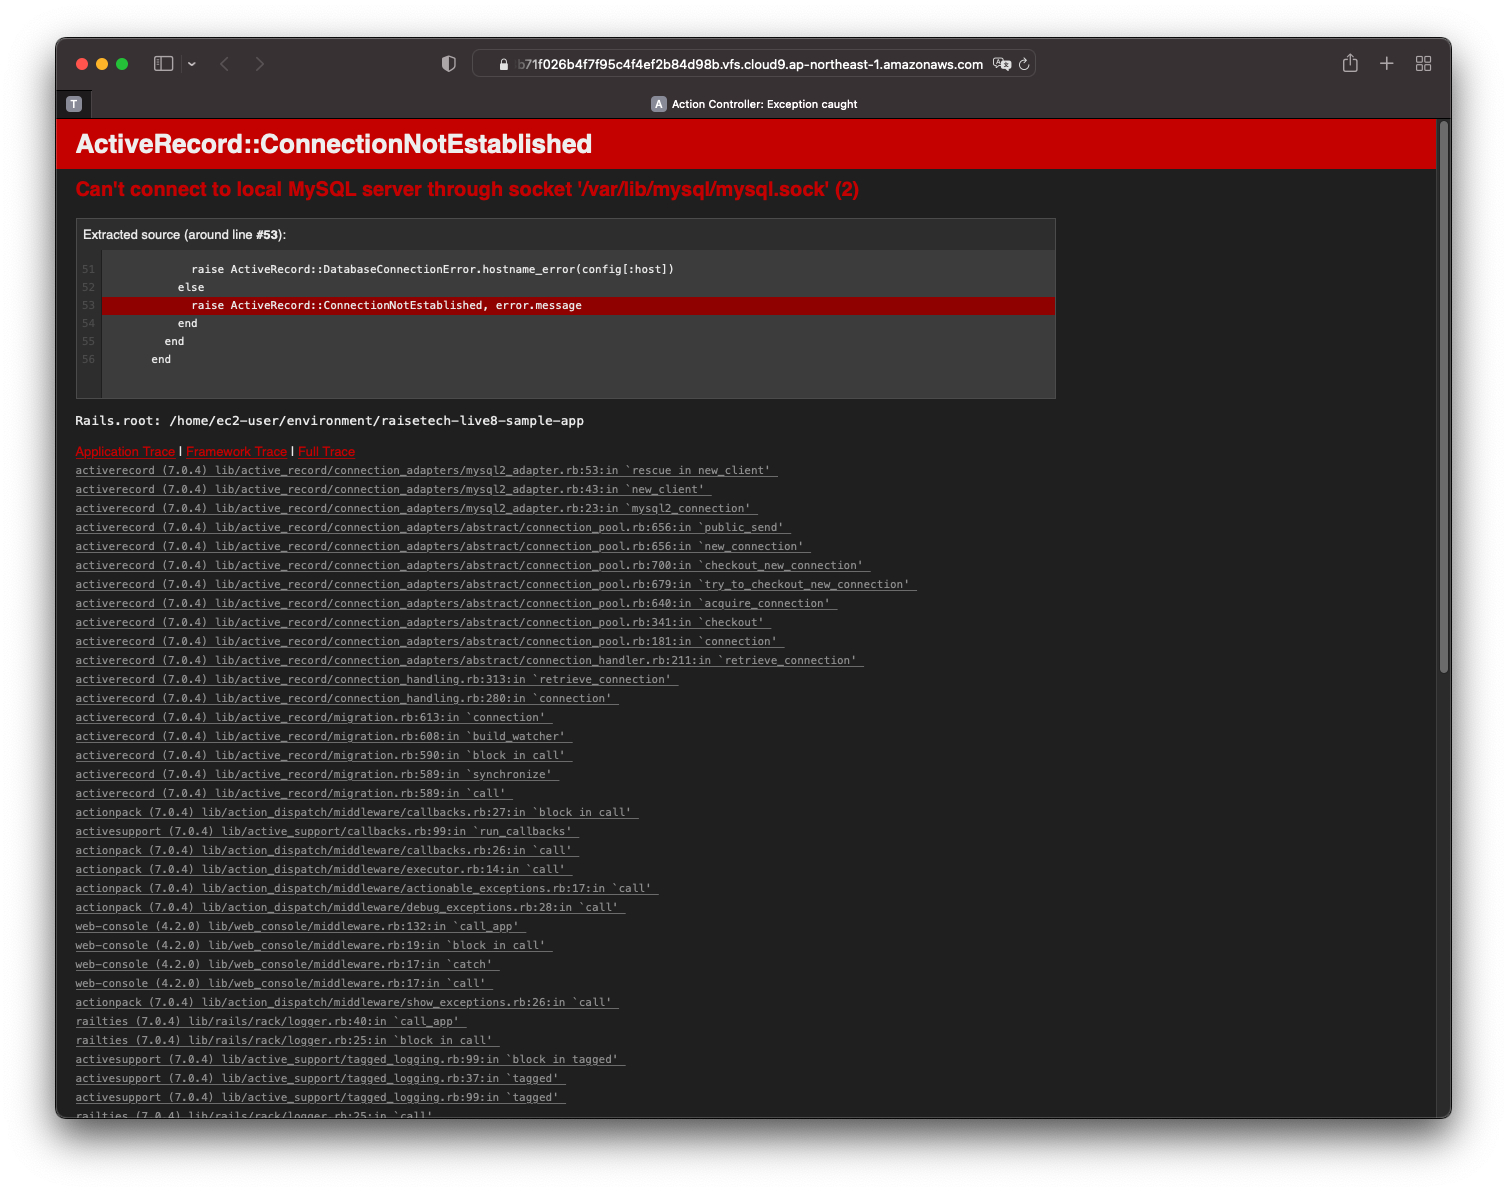 b71f026b4f7f95c4f4ef2b84d98b.vfs.cloud9.ap-northeast-1.amazonaws.com
T
A Action Controller: Exception caught
ActiveRecord::ConnectionNotEstablished
Can't connect to local MySQL server through socket '/var/lib/mysql/mysql.sock' (2)
Extracted source (around line #53):
51 raise ActiveRecord::DatabaseConnectionError.hostname_error(config[:host])
52 else
53 raise ActiveRecord::ConnectionNotEstablished, error.message
54 end
55 end
56 end
Rails.root: /home/ec2-user/environment/raisetech-live8-sample-app
Application Trace | Framework Trace | Full Trace
activerecord (7.0.4) lib/active_record/connection_adapters/mysql2_adapter.rb:53:in `rescue in new_client'
activerecord (7.0.4) lib/active_record/connection_adapters/mysql2_adapter.rb:43:in `new_client'
activerecord (7.0.4) lib/active_record/connection_adapters/mysql2_adapter.rb:23:in `mysql2_connection'
activerecord (7.0.4) lib/active_record/connection_adapters/abstract/connection_pool.rb:656:in `public_send'
activerecord (7.0.4) lib/active_record/connection_adapters/abstract/connection_pool.rb:656:in `new_connection'
activerecord (7.0.4) lib/active_record/connection_adapters/abstract/connection_pool.rb:700:in `checkout_new_connection'
activerecord (7.0.4) lib/active_record/connection_adapters/abstract/connection_pool.rb:679:in `try_to_checkout_new_connection'
activerecord (7.0.4) lib/active_record/connection_adapters/abstract/connection_pool.rb:640:in `acquire_connection'
activerecord (7.0.4) lib/active_record/connection_adapters/abstract/connection_pool.rb:341:in `checkout'
activerecord (7.0.4) lib/active_record/connection_adapters/abstract/connection_pool.rb:181:in `connection'
activerecord (7.0.4) lib/active_record/connection_adapters/abstract/connection_handler.rb:211:in `retrieve_connection'
activerecord (7.0.4) lib/active_record/connection_handling.rb:313:in `retrieve_connection'
activerecord (7.0.4) lib/active_record/connection_handling.rb:280:in `connection'
activerecord (7.0.4) lib/active_record/migration.rb:613:in `connection'
activerecord (7.0.4) lib/active_record/migration.rb:608:in `build_watcher'
activerecord (7.0.4) lib/active_record/migration.rb:590:in `block in call'
activerecord (7.0.4) lib/active_record/migration.rb:589:in `synchronize'
activerecord (7.0.4) lib/active_record/migration.rb:589:in `call'
actionpack (7.0.4) lib/action_dispatch/middleware/callbacks.rb:27:in `block in call'
activesupport (7.0.4) lib/active_support/callbacks.rb:99:in `run_callbacks'
actionpack (7.0.4) lib/action_dispatch/middleware/callbacks.rb:26:in `call'
actionpack (7.0.4) lib/action_dispatch/middleware/executor.rb:14:in `call'
actionpack (7.0.4) lib/action_dispatch/middleware/actionable_exceptions.rb:17:in `call'
actionpack (7.0.4) lib/action_dispatch/middleware/debug_exceptions.rb:28:in `call'
web-console (4.2.0) lib/web_console/middleware.rb:132:in `call_app'
web-console (4.2.0) lib/web_console/middleware.rb:19:in `block in call'
web-console (4.2.0) lib/web_console/middleware.rb:17:in `catch'
web-console (4.2.0) lib/web_console/middleware.rb:17:in `call'
actionpack (7.0.4) lib/action_dispatch/middleware/show_exceptions.rb:26:in `call'
railties (7.0.4) lib/rails/rack/logger.rb:40:in `call_app'
railties (7.0.4) lib/rails/rack/logger.rb:25:in `block in call'
activesupport (7.0.4) lib/active_support/tagged_logging.rb:99:in `block in tagged'
activesupport (7.0.4) lib/active_support/tagged_logging.rb:37:in `tagged'
activesupport (7.0.4) lib/active_support/tagged_logging.rb:99:in `tagged'
railties (7.0.4) lib/rails/rack/logger.rb:25:in `call'